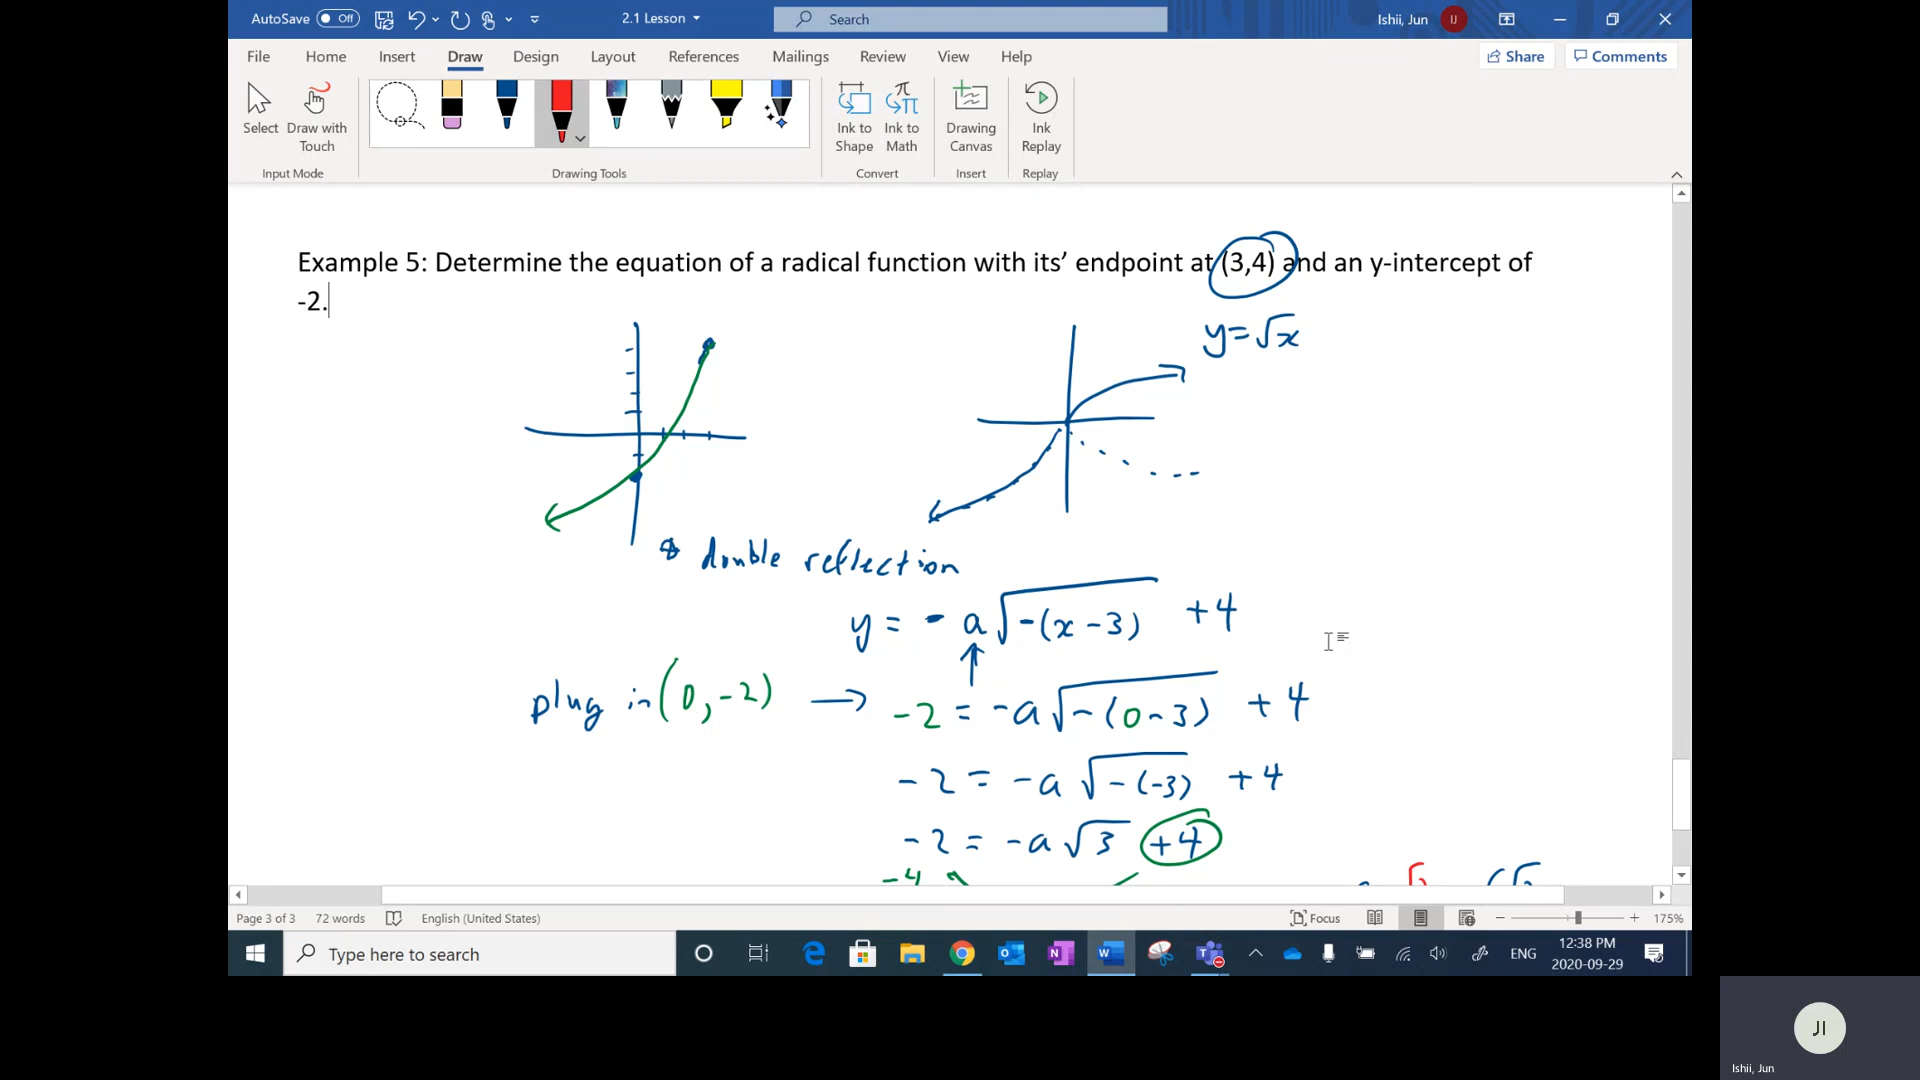 AutoSave Off 2.1 Lesson Search Ishii, Jun IJ
File Home Insert Draw Design Layout References Mailings Review View Help Share Comments
Select Draw with Touch Ink to Shape Ink to Math Drawing Canvas Ink Replay
Input Mode Drawing Tools Convert Insert Replay
Example 5: Determine the equation of a radical function with its’ endpoint at (3,4) and an y-intercept of
-2.
y = √x
* double reflection
y = -a√-(x-3) +4
plug in (0,-2) → -2 = -a√-(0-3) +4
-2 = -a√-(-3) +4
-2 = -a√3 +4
-4
Page 3 of 3 72 words English (United States) Focus 175%
Type here to search ENG 12:38 PM
2020-09-29
JI
Ishii, Jun